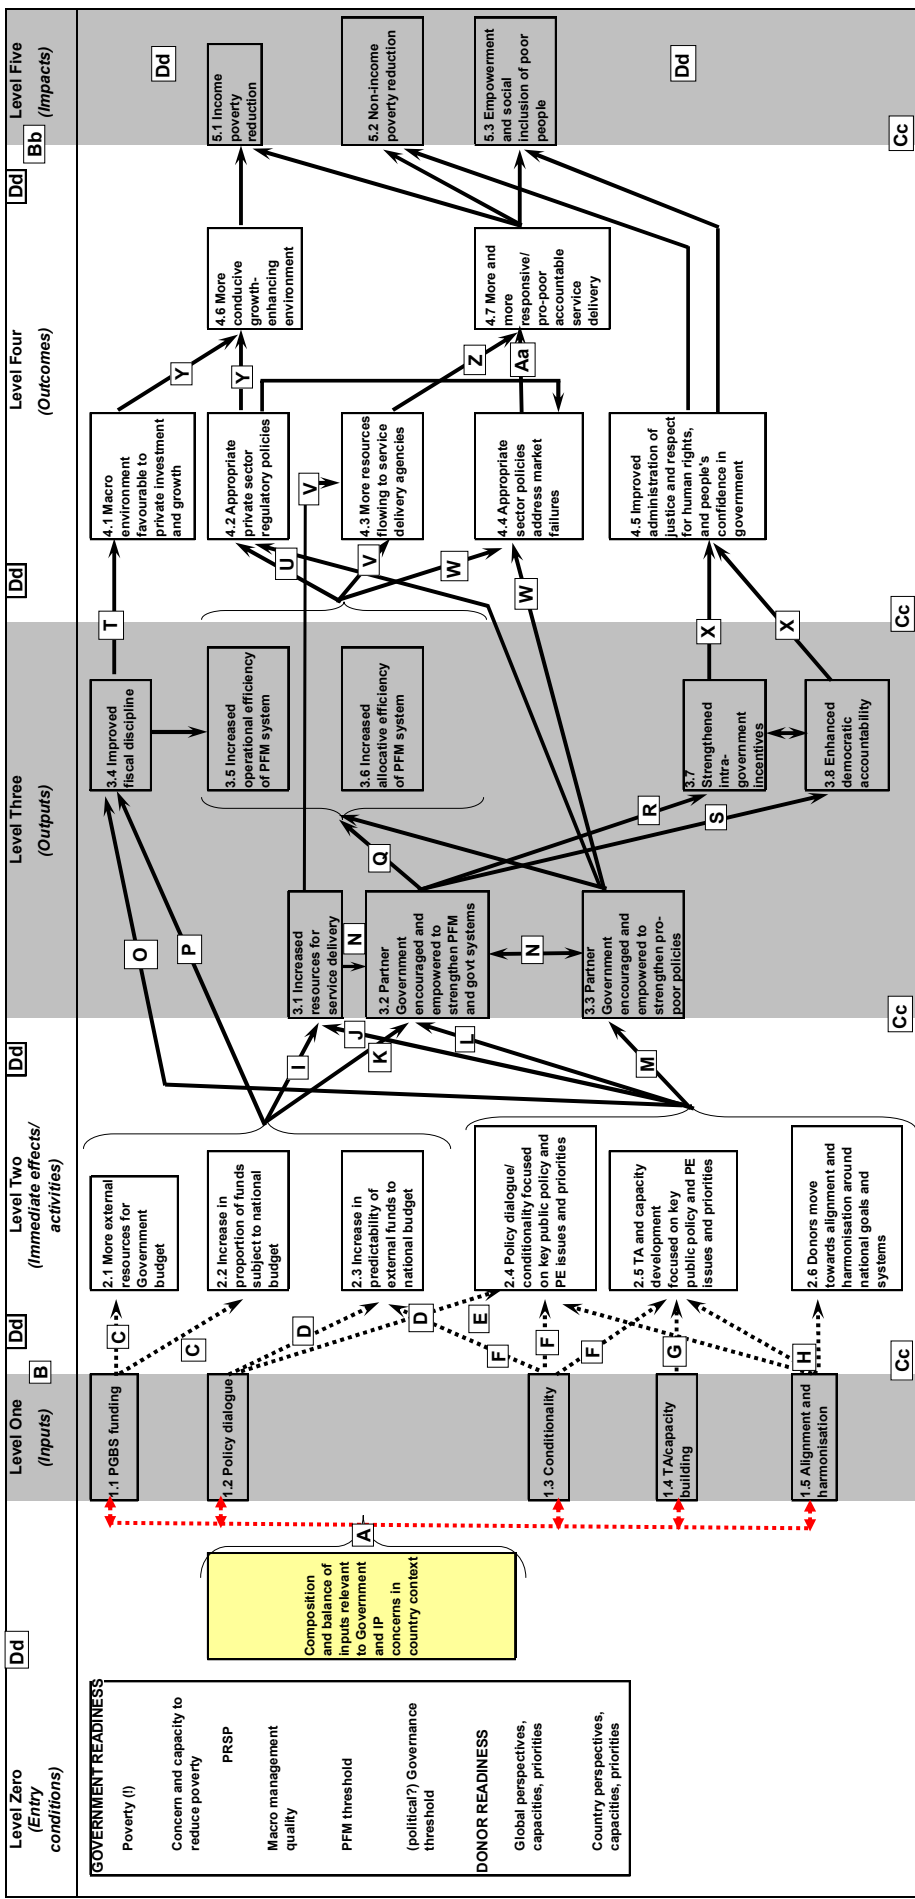 Level Zero
(Entry
conditions)
Dd
Level One
(Inputs)
B
Dd
Level Two
(Immediate effects/
activities)
Dd
Level Three
(Outputs)
Dd
Level Four
(Outcomes)
Dd
Bb
Level Five
(Impacts)
GOVERNMENT READINESS
Poverty (!)
Concern and capacity to
reduce poverty
PRSP
Macro management
quality
PFM threshold
(political?) Governance
threshold
DONOR READINESS
Global perspectives,
capacities, priorities
Country perspectives,
capacities, priorities
Composition
and balance of
inputs relevant
to Government
and IP
concerns in
country context
A
1.1 PGBS funding
1.2 Policy dialogue
1.3 Conditionality
1.4 TA/capacity
building
1.5 Alignment and
harmonisation
Cc
C
C
D
D
E
F
F
F
G
H
2.1 More external
resources for
Government
budget
2.2 Increase in
proportion of funds
subject to national
budget
2.3 Increase in
predictability of
external funds to
national budget
2.4 Policy dialogue/
conditionality focused
on key public policy and
PE issues and priorities
2.5 TA and capacity
development
focused on key
public policy and PE
issues and priorities
2.6 Donors move
towards alignment and
harmonisation around
national goals and
systems
O
P
I
J
K
L
M
Cc
3.1 Increased
resources for
service delivery
N
3.2 Partner
Government
encouraged and
empowered to
strengthen PFM
and govt systems
N
3.3 Partner
Government
encouraged and
empowered to
strengthen pro-
poor policies
Q
R
S
3.4 Improved
fiscal discipline
3.5 Increased
operational efficiency
of PFM system
3.6 Increased
allocative efficiency
of PFM system
3.7
Strengthened
intra-
government
incentives
3.8 Enhanced
democratic
accountability
T
U
V
V
W
W
X
X
Cc
4.1 Macro
environment
favourable to
private investment
and growth
4.2 Appropriate
private sector
regulatory policies
4.3 More resources
flowing to service
delivery agencies
4.4 Appropriate
sector policies
address market
failures
4.5 Improved
administration of
justice and respect
for human rights,
and people's
confidence in
government
Y
Y
Z
Aa
4.6 More
conducive
growth-
enhancing
environment
4.7 More and
more
responsive/
pro-poor
accountable
service
delivery
Dd
5.1 Income
poverty
reduction
5.2 Non-income
poverty reduction
5.3 Empowerment
and social
inclusion of poor
people
Dd
Cc